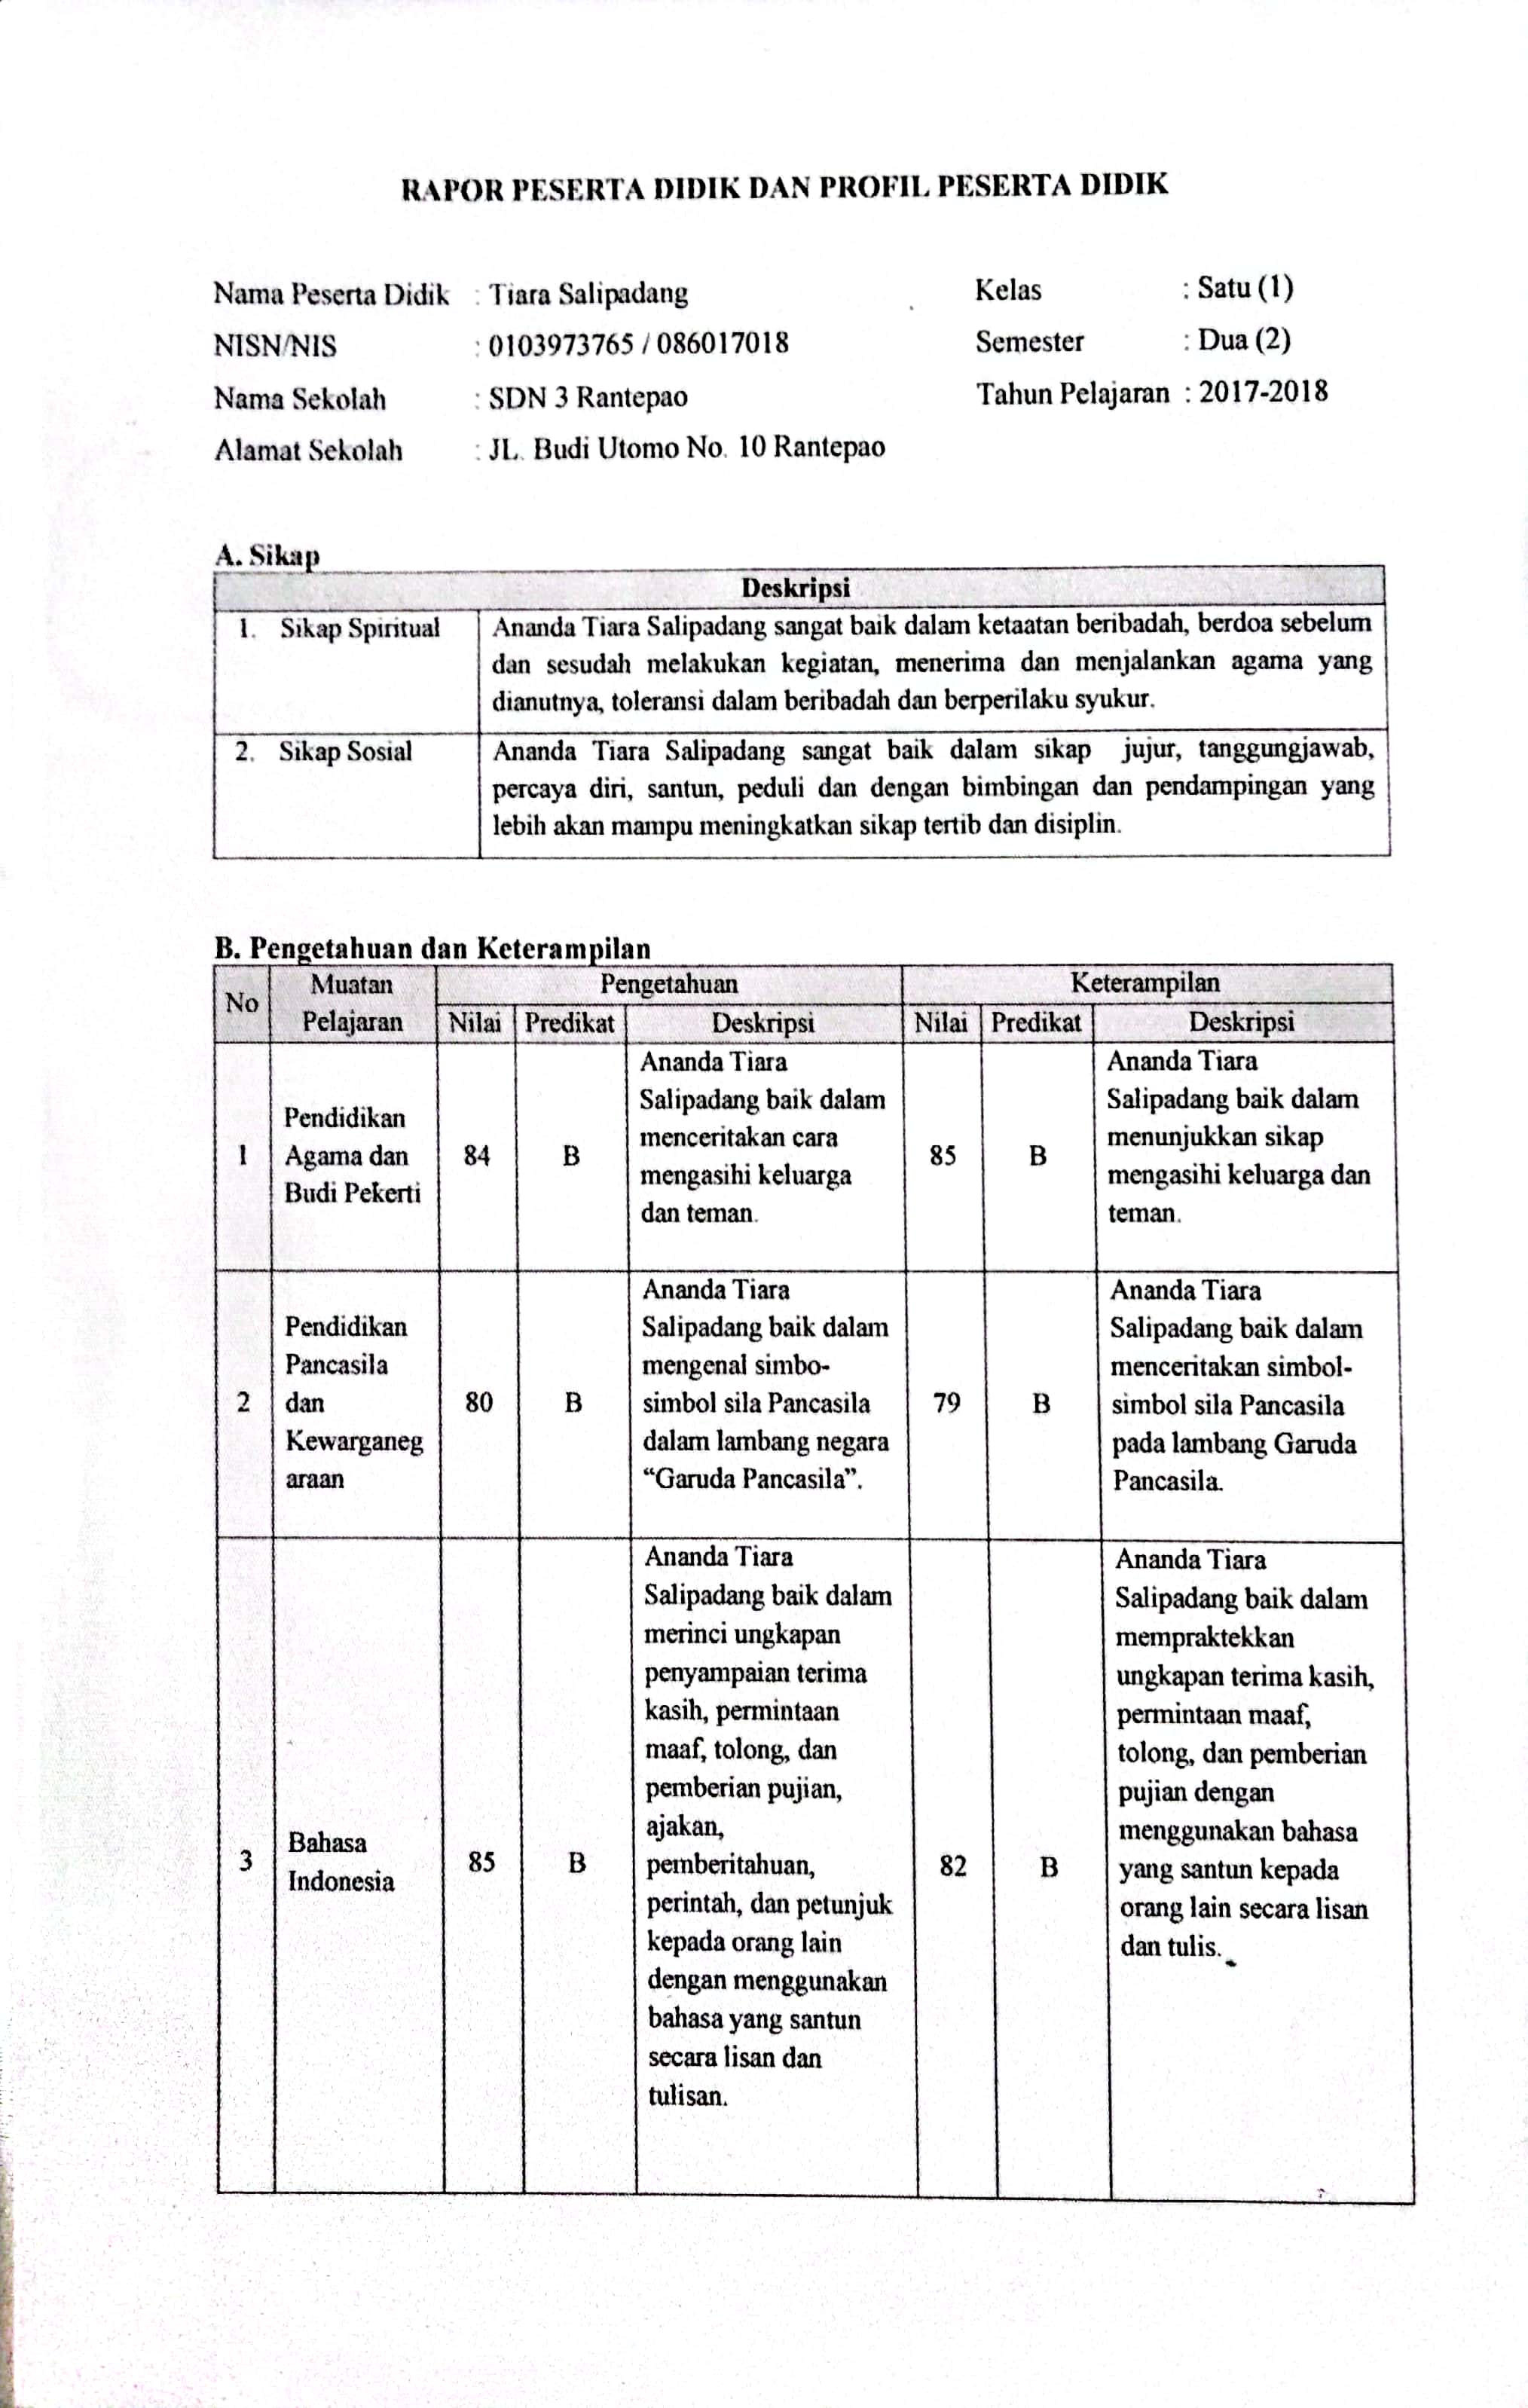 RAPOR PESERTA DIDIK DAN PROFIL PESERTA DIDIK
Nama Peserta Didik : Tiara Salipadang
NISN/NIS : 0103973765 / 086017018
Nama Sekolah : SDN 3 Rantepao
Alamat Sekolah : JL. Budi Utomo No. 10 Rantepao
Kelas : Satu (1)
Semester : Dua (2)
Tahun Pelajaran : 2017-2018
A. Sikap
Deskripsi
1. Sikap Spiritual
Ananda Tiara Salipadang sangat baik dalam ketaatan beribadah, berdoa sebelum
dan sesudah melakukan kegiatan, menerima dan menjalankan agama yang
dianutnya, toleransi dalam beribadah dan berperilaku syukur.
2. Sikap Sosial
Ananda Tiara Salipadang sangat baik dalam sikap jujur, tanggungjawab,
percaya diri, santun, peduli dan dengan bimbingan dan pendampingan yang
lebih akan mampu meningkatkan sikap tertib dan disiplin.
B. Pengetahuan dan Keterampilan
No
Muatan
Pelajaran
Pengetahuan
Keterampilan
Nilai Predikat Deskripsi Nilai Predikat Deskripsi
1
Pendidikan
Agama dan
Budi Pekerti
84
B
Ananda Tiara
Salipadang baik dalam
menceritakan cara
mengasihi keluarga
dan teman.
85
B
Ananda Tiara
Salipadang baik dalam
menunjukkan sikap
mengasihi keluarga dan
teman.
2
Pendidikan
Pancasila
dan
Kewarganeg
araan
80
B
Ananda Tiara
Salipadang baik dalam
mengenal simbo-
simbol sila Pancasila
dalam lambang negara
“Garuda Pancasila”.
79
B
Ananda Tiara
Salipadang baik dalam
menceritakan simbol-
simbol sila Pancasila
pada lambang Garuda
Pancasila.
3
Bahasa
Indonesia
85
B
Ananda Tiara
Salipadang baik dalam
merinci ungkapan
penyampaian terima
kasih, permintaan
maaf, tolong, dan
pemberian pujian,
ajakan,
pemberitahuan,
perintah, dan petunjuk
kepada orang lain
dengan menggunakan
bahasa yang santun
secara lisan dan
tulisan.
82
B
Ananda Tiara
Salipadang baik dalam
mempraktekkan
ungkapan terima kasih,
permintaan maaf,
tolong, dan pemberian
pujian dengan
menggunakan bahasa
yang santun kepada
orang lain secara lisan
dan tulis.